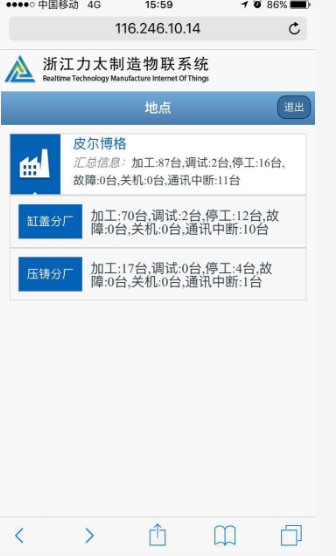 中国移动 4G 15:59 86%
116.246.10.14
浙江力太制造物联系统
Realtime Technology Manufacture Internet Of Things
地点 退出
皮尔博格
汇总信息：加工:87台,调试:2台,停工:16台,
故障:0台,关机:0台,通讯中断:11台
缸盖分厂
加工:70台,调试:2台,停工:12台,故
障:0台,关机:0台,通讯中断:10台
压铸分厂
加工:17台,调试:0台,停工:4台,故
障:0台,关机:0台,通讯中断:1台